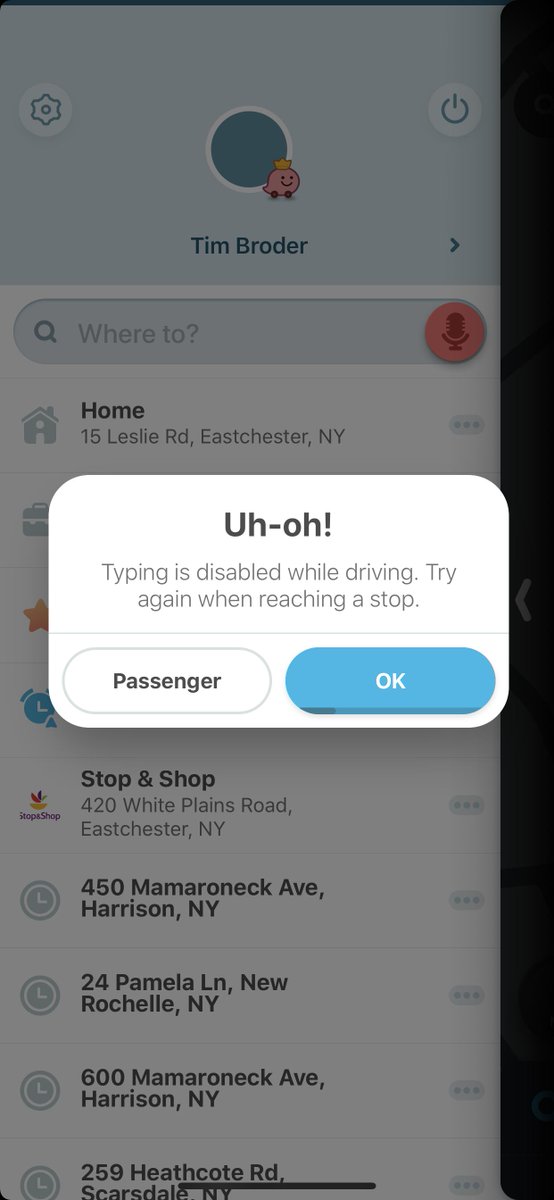 Tim Broder
Where to?
Home
15 Leslie Rd, Eastchester, NY
Uh-oh!
Typing is disabled while driving. Try
again when reaching a stop.
Passenger
OK
Stop & Shop
420 White Plains Road,
Eastchester, NY
Stop&Shop
450 Mamaroneck Ave,
Harrison, NY
24 Pamela Ln, New
Rochelle, NY
600 Mamaroneck Ave,
Harrison, NY
259 Heathcote Rd,
Scarsdale, NY